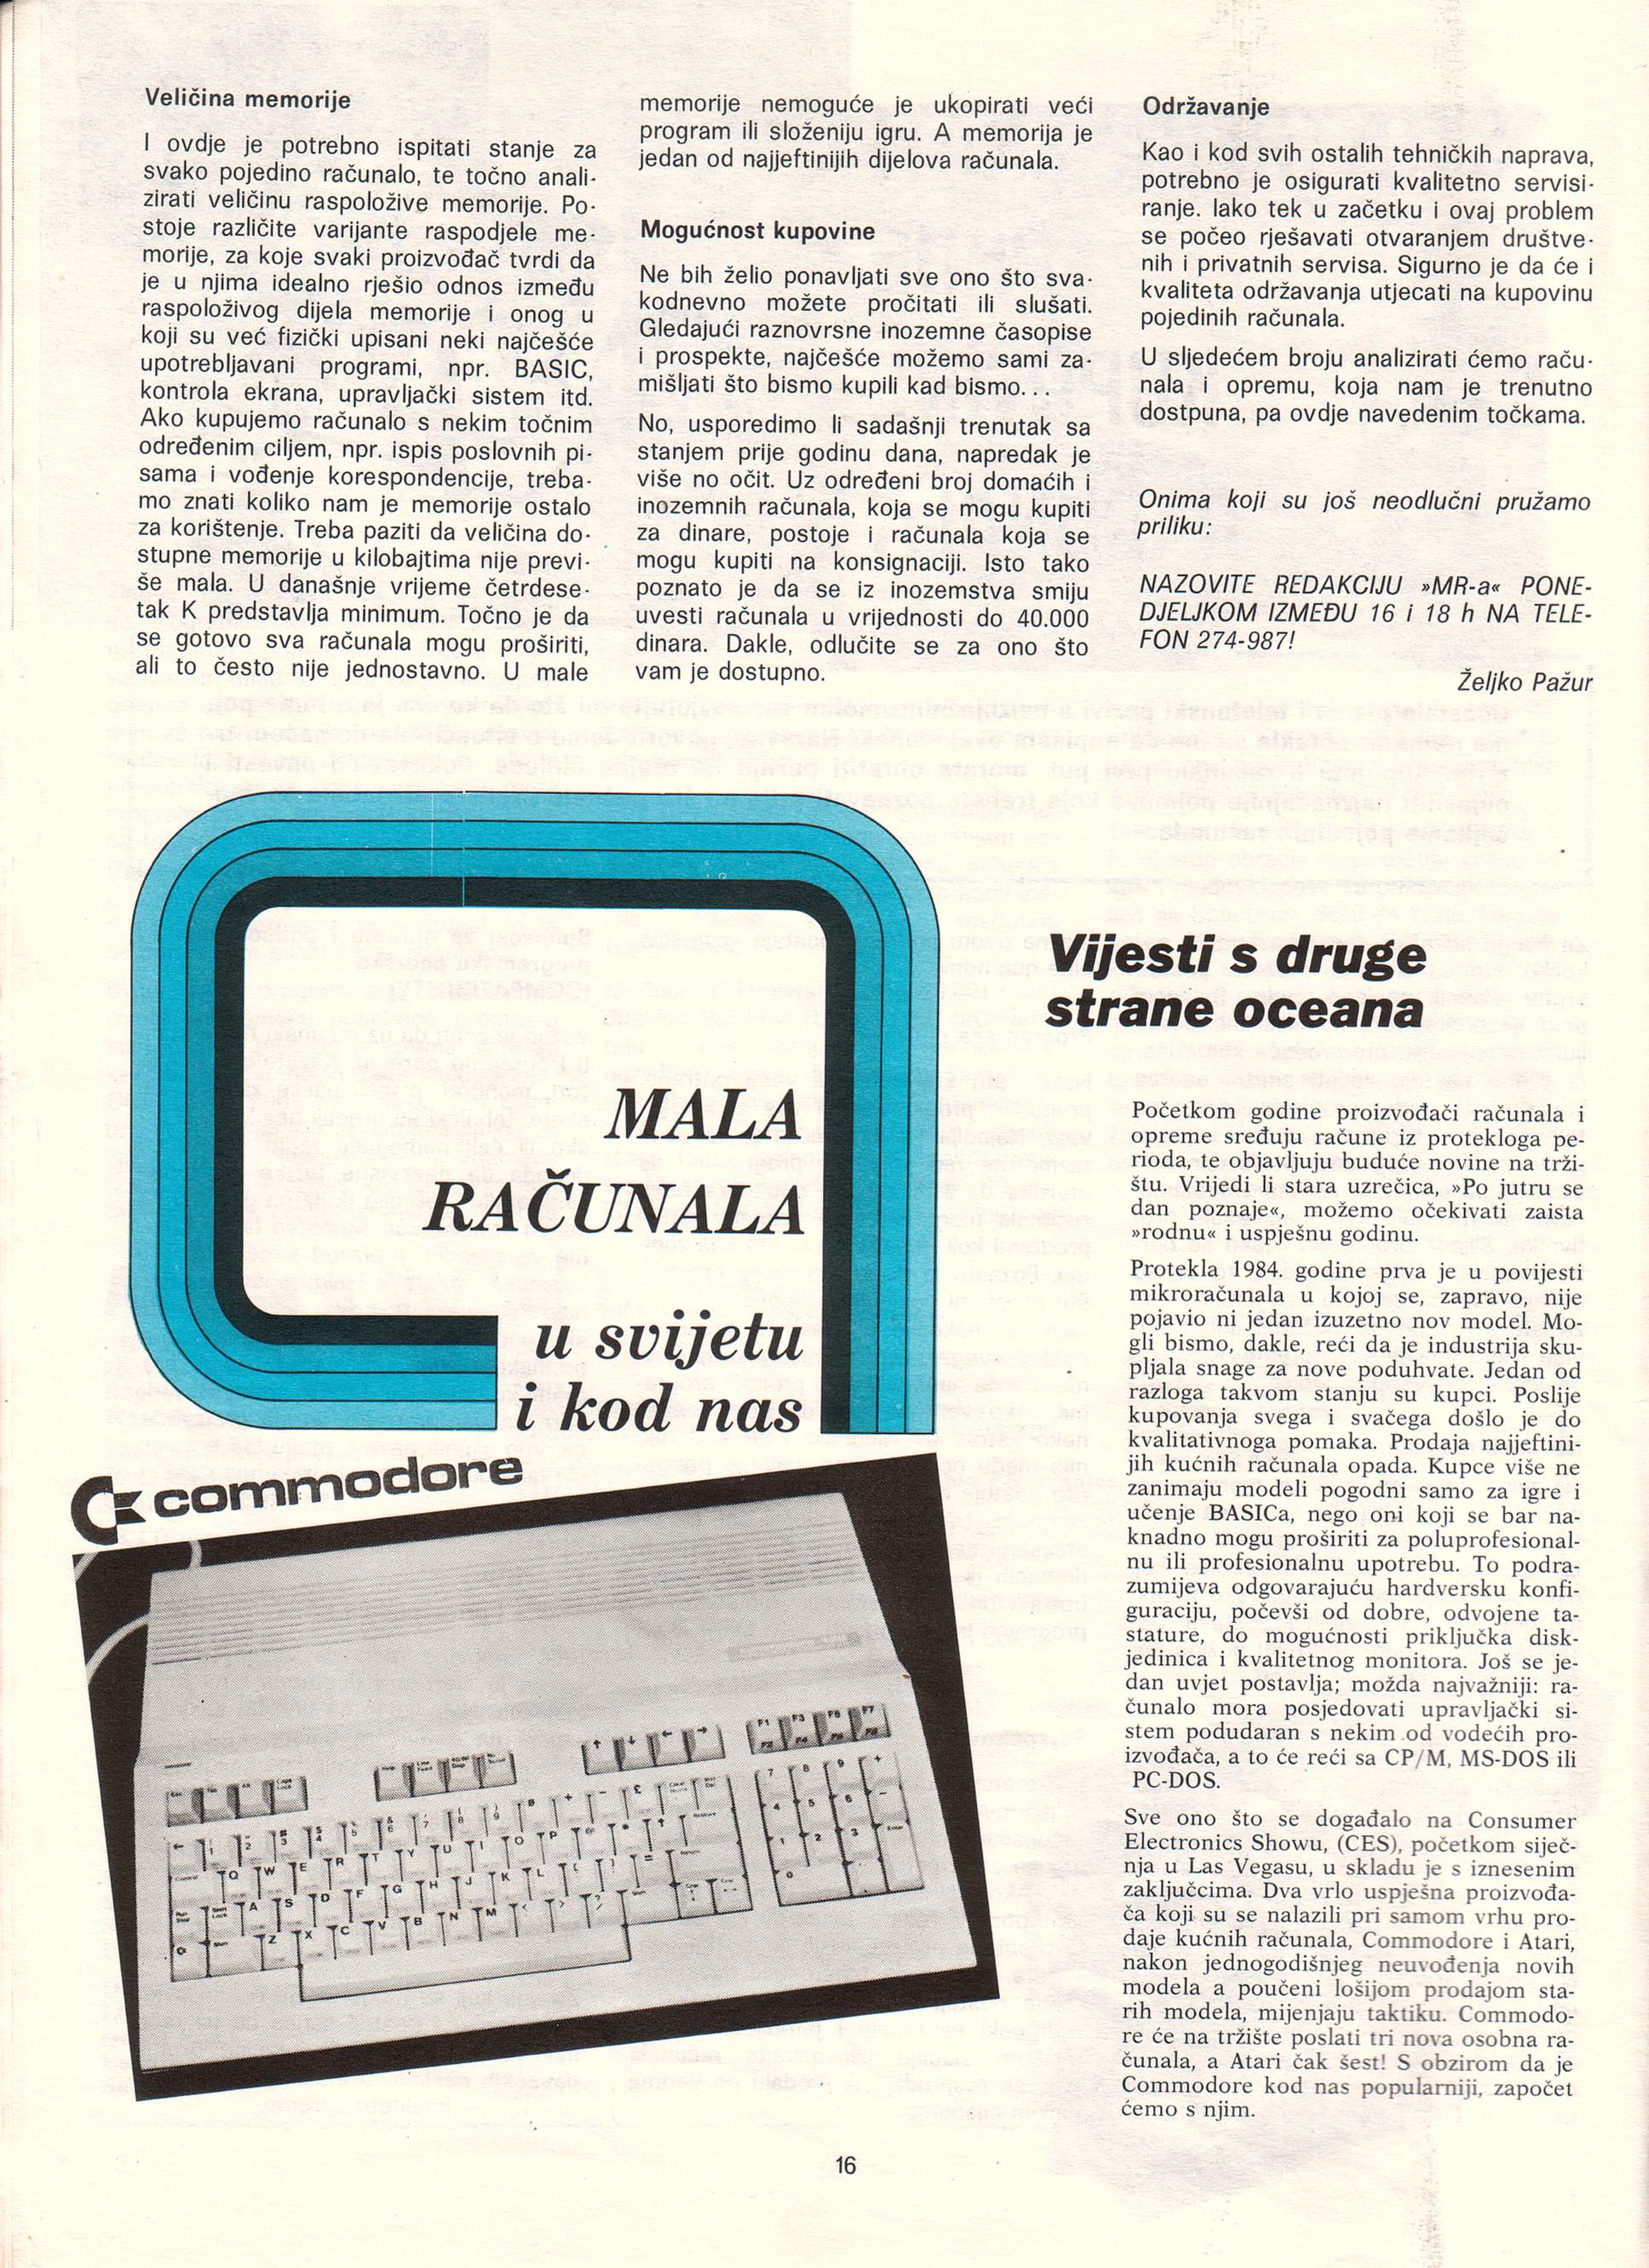 Veličina memorije
I ovdje je potrebno ispitati stanje za
svako pojedino računalo, te točno anali-
zirati veličinu raspoložive memorije. Po-
stoje različite varijante raspodjele me-
morije, za koje svaki proizvođač tvrdi da
je u njima idealno rješio odnos između
raspoloživog dijela memorije i onog u
koji su već fizički upisani neki najčešće
upotrebljavani programi, npr. BASIC,
kontrola ekrana, upravljački sistem itd.
Ako kupujemo računalo s nekim točnim
određenim ciljem, npr. ispis poslovnih pi-
sama i vođenje korespondencije, treba-
mo znati koliko nam je memorije ostalo
za korištenje. Treba paziti da veličina do-
stupne memorije u kilobajtima nije previ-
še mala. U današnje vrijeme četrdese-
tak K predstavlja minimum. Točno je da
se gotovo sva računala mogu proširiti,
ali to često nije jednostavno. U male
memorije nemoguće je ukopirati veći
program ili složeniju igru. A memorija je
jedan od najjeftinijih dijelova računala.
Mogućnost kupovine
Ne bih želio ponavljati sve ono što sva-
kodnevno možete pročitati ili slušati.
Gledajući raznovrsne inozemne časopise
i prospekte, najčešće možemo sami za-
mišljati što bismo kupili kad bismo...
No, usporedimo li sadašnji trenutak sa
stanjem prije godinu dana, napredak je
više no očit. Uz određeni broj domaćih i
inozemnih računala, koja se mogu kupiti
za dinare, postoje i računala koja se
mogu kupiti na konsignaciji. Isto tako
poznato je da se iz inozemstva smiju
uvesti računala u vrijednosti do 40.000
dinara. Dakle, odlučite se za ono što
vam je dostupno.
Održavanje
Kao i kod svih ostalih tehničkih naprava,
potrebno je osigurati kvalitetno servisi-
ranje. Iako tek u začetku i ovaj problem
se počeo rješavati otvaranjem društve-
nih i privatnih servisa. Sigurno je da će i
kvaliteta održavanja utjecati na kupovinu
pojedinih računala.
U sljedećem broju analizirati ćemo raču-
nala i opremu, koja nam je trenutno
dostpuna, pa ovdje navedenim točkama.
Onima koji su još neodlučni pružamo
priliku:
NAZOVITE REDAKCIJU »MR-a« PONE-
DJELJKOM IZMEĐU 16 i 18 h NA TELE-
FON 274-987!
Željko Pažur
MALA
RAČUNALA
u svijetu
i kod nas
commodore
Vijesti s druge
strane oceana
Početkom godine proizvođači računala i
opreme sređuju račune iz protekloga pe-
rioda, te objavljuju buduće novine na trži-
štu. Vrijedi li stara uzrečica, »Po jutru se
dan poznaje«, možemo očekivati zaista
»rodnu« i uspješnu godinu.
Protekla 1984. godine prva je u povijesti
mikroračunala u kojoj se, zapravo, nije
pojavio ni jedan izuzetno nov model. Mo-
gli bismo, dakle, reći da je industrija sku-
pljala snage za nove poduhvate. Jedan od
razloga takvom stanju su kupci. Poslije
kupovanja svega i svačega došlo je do
kvalitativnoga pomaka. Prodaja najjeftini-
jih kućnih računala opada. Kupce više ne
zanimaju modeli pogodni samo za igre i
učenje BASICa, nego oni koji se bar na-
knadno mogu proširiti za poluprofesional-
nu ili profesionalnu upotrebu. To podra-
zumijeva odgovarajuću hardversku konfi-
guraciju, počevši od dobre, odvojene ta-
stature, do mogućnosti priključka disk-
jedinica i kvalitetnog monitora. Još se je-
dan uvjet postavlja; možda najvažniji: ra-
čunalo mora posjedovati upravljački si-
stem podudaran s nekim od vodećih pro-
izvođača, a to će reći sa CP/M, MS-DOS ili
PC-DOS.
Sve ono što se događalo na Consumer
Electronics Showu, (CES), početkom siječ-
nja u Las Vegasu, u skladu je s iznesenim
zaključcima. Dva vrlo uspješna proizvođa-
ča koji su se nalazili pri samom vrhu pro-
daje kućnih računala, Commodore i Atari,
nakon jednogodišnjeg neuvođenja novih
modela a poučeni lošijom prodajom sta-
rih modela, mijenjaju taktiku. Commodo-
re će na tržište poslati tri nova osobna ra-
čunala, a Atari čak šest! S obzirom da je
Commodore kod nas popularniji, započet
ćemo s njim.
16